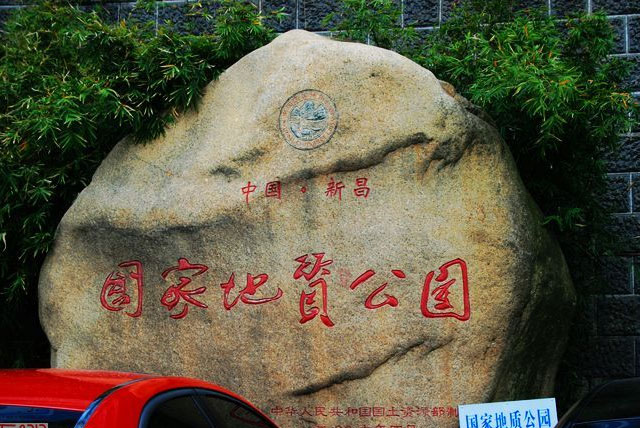 中国·新昌
国家地质公园
中华人民共和国国土资源部制
国家地质公园